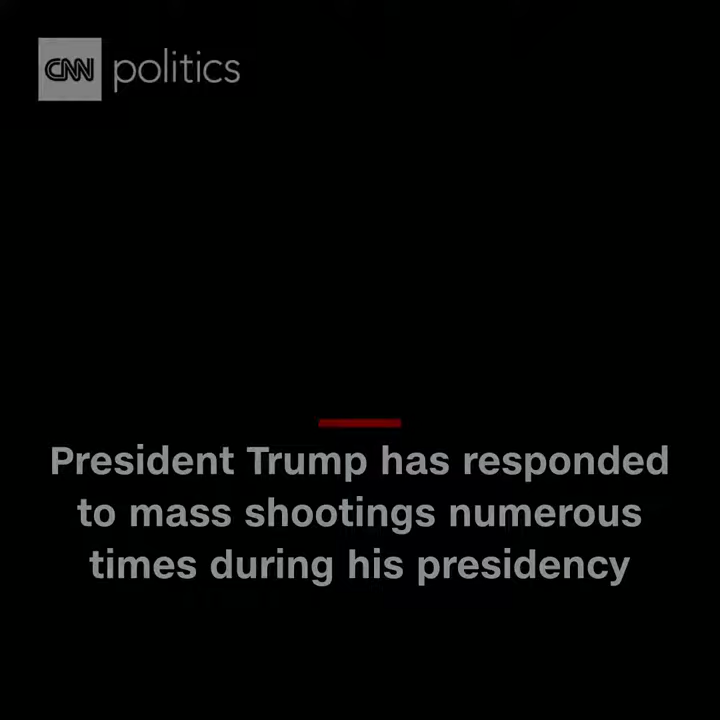 CNN politics
President Trump has responded
to mass shootings numerous
times during his presidency